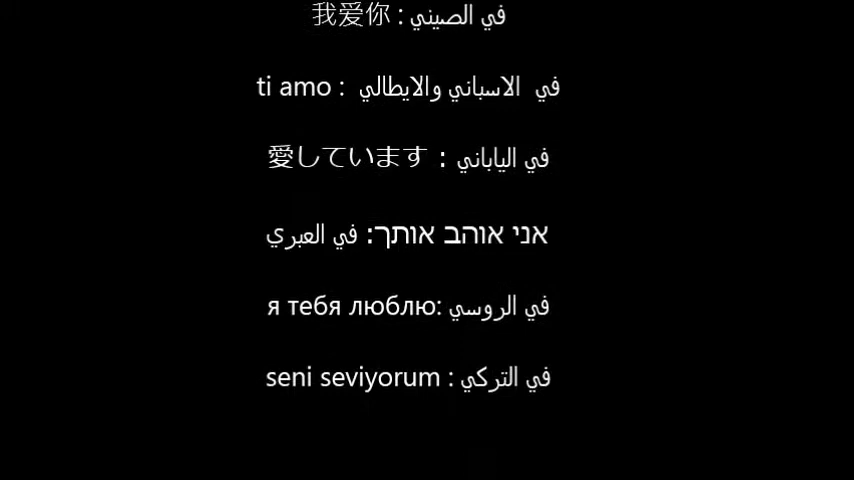 في الصيني : 我爱你
في الاسباني والايطالي : ti amo
في الياباني : 愛しています
אני אוהב אותך: في العبري
في الروسي :я тебя люблю
في التركي : seni seviyorum